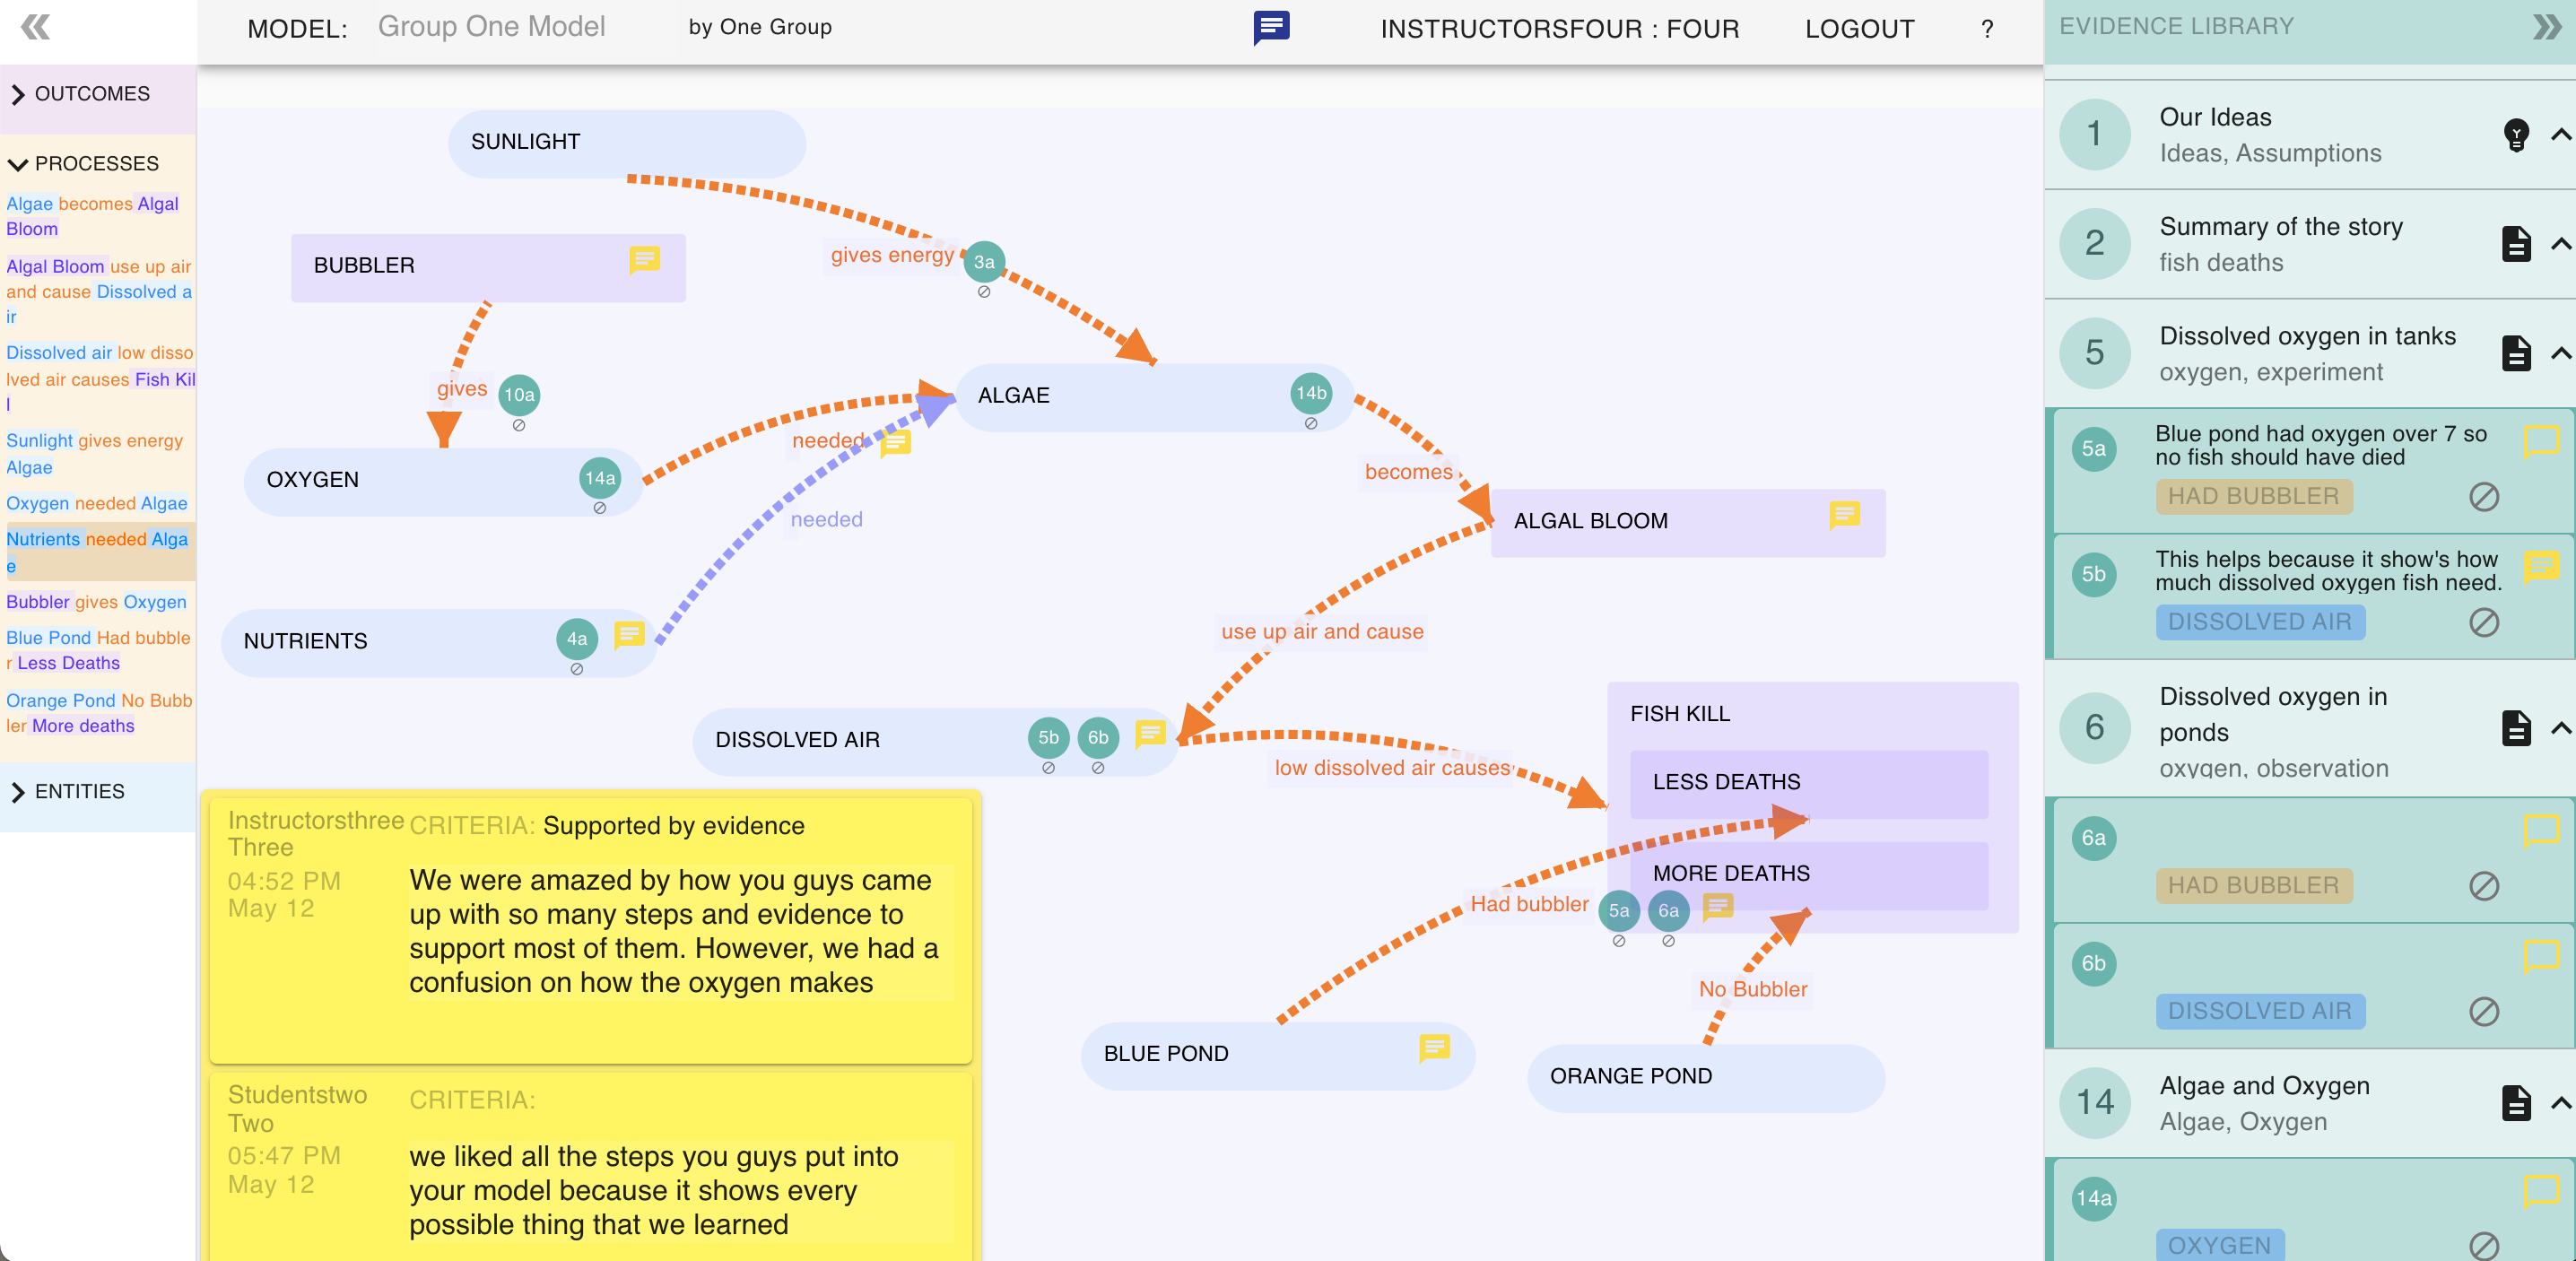 MODEL: Group One Model by One Group
INSTRUCTORSFOUR : FOUR LOGOUT ?
OUTCOMES
PROCESSES
Algae becomes Algal
Bloom
Algal Bloom use up air
and cause Dissolved a
ir
Dissolved air low disso
lved air causes Fish Kil
l
Sunlight gives energy
Algae
Oxygen needed Algae
Nutrients needed Alga
e
Bubbler gives Oxygen
Blue Pond Had bubble
r Less Deaths
Orange Pond No Bubb
ler More deaths
ENTITIES
SUNLIGHT
BUBBLER
gives energy 3a
gives 10a
ALGAE 14b
needed
OXYGEN 14a
becomes
needed
ALGAL BLOOM
NUTRIENTS 4a
use up air and cause
DISSOLVED AIR 5b 6b
FISH KILL
low dissolved air causes
LESS DEATHS
MORE DEATHS
Had bubbler 5a 6a
No Bubbler
BLUE POND
ORANGE POND
Instructorsthree
Three
04:52 PM
May 12
CRITERIA: Supported by evidence
We were amazed by how you guys came
up with so many steps and evidence to
support most of them. However, we had a
confusion on how the oxygen makes
Studentstwo
Two
05:47 PM
May 12
CRITERIA:
we liked all the steps you guys put into
your model because it shows every
possible thing that we learned
EVIDENCE LIBRARY
1
Our Ideas
Ideas, Assumptions
2
Summary of the story
fish deaths
5
Dissolved oxygen in tanks
oxygen, experiment
5a
Blue pond had oxygen over 7 so
no fish should have died
HAD BUBBLER
5b
This helps because it show's how
much dissolved oxygen fish need.
DISSOLVED AIR
6
Dissolved oxygen in
ponds
oxygen, observation
6a
HAD BUBBLER
6b
DISSOLVED AIR
14
Algae and Oxygen
Algae, Oxygen
14a
OXYGEN